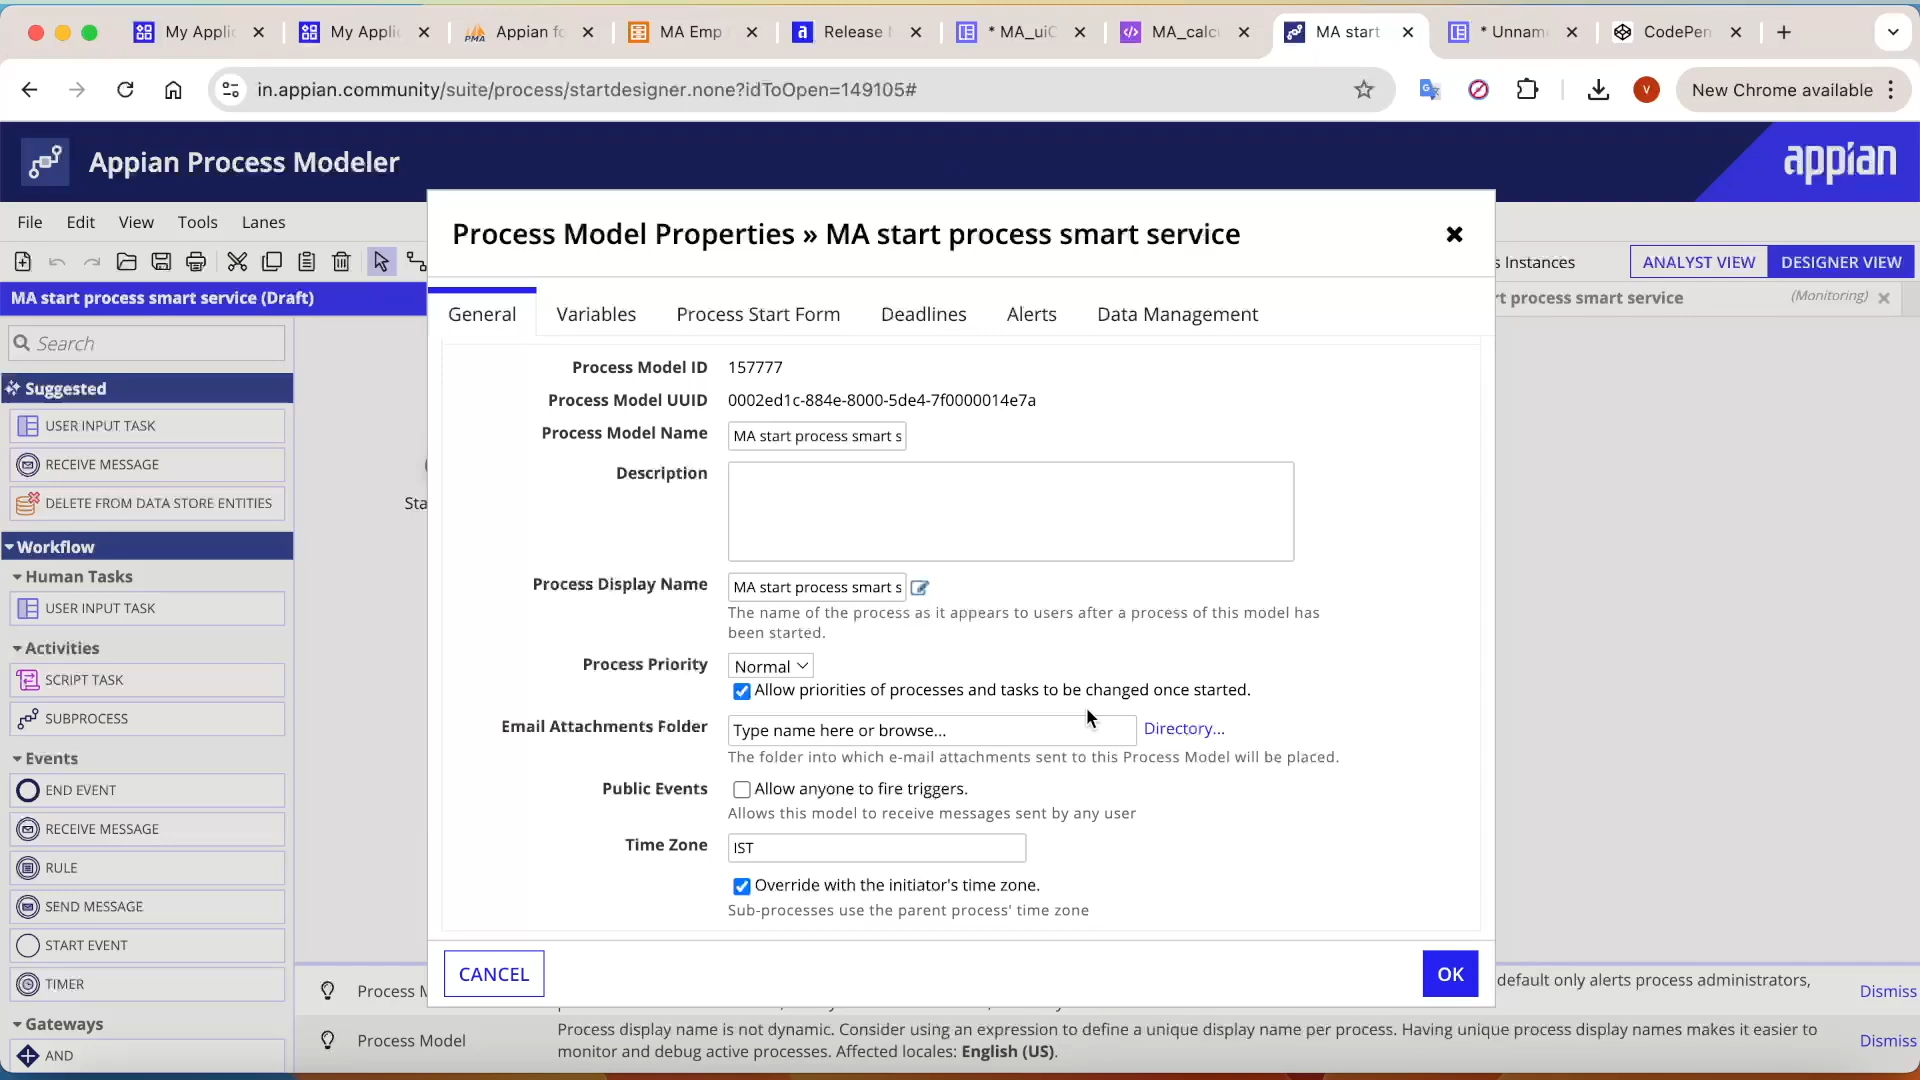 My Applic
My Applic
Appian fo
MA Emp
Release
* MA_uiC
MA_calc
MA start
* Unnam
CodePen
in.appian.community/suite/process/startdesigner.none?idToOpen=149105#
V
New Chrome available
Appian Process Modeler
appian
File
Edit
View
Tools
Lanes
s Instances
ANALYST VIEW
DESIGNER VIEW
MA start process smart service (Draft)
rt process smart service
(Monitoring)
Search
Suggested
USER INPUT TASK
RECEIVE MESSAGE
DELETE FROM DATA STORE ENTITIES
Workflow
Human Tasks
USER INPUT TASK
Activities
SCRIPT TASK
SUBPROCESS
Events
END EVENT
RECEIVE MESSAGE
RULE
SEND MESSAGE
START EVENT
TIMER
Gateways
AND
Sta
Process Model Properties » MA start process smart service
General
Variables
Process Start Form
Deadlines
Alerts
Data Management
Process Model ID 157777
Process Model UUID 0002ed1c-884e-8000-5de4-7f0000014e7a
Process Model Name MA start process smart s
Description
Process Display Name MA start process smart s
The name of the process as it appears to users after a process of this model has
been started.
Process Priority Normal
Allow priorities of processes and tasks to be changed once started.
Email Attachments Folder Type name here or browse... Directory...
The folder into which e-mail attachments sent to this Process Model will be placed.
Public Events Allow anyone to fire triggers.
Allows this model to receive messages sent by any user
Time Zone IST
Override with the initiator's time zone.
Sub-processes use the parent process' time zone
CANCEL
OK
Process M
default only alerts process administrators,
Dismiss
Process Model
Process display name is not dynamic. Consider using an expression to define a unique display name per process. Having unique process display names makes it easier to
monitor and debug active processes. Affected locales: English (US).
Dismiss